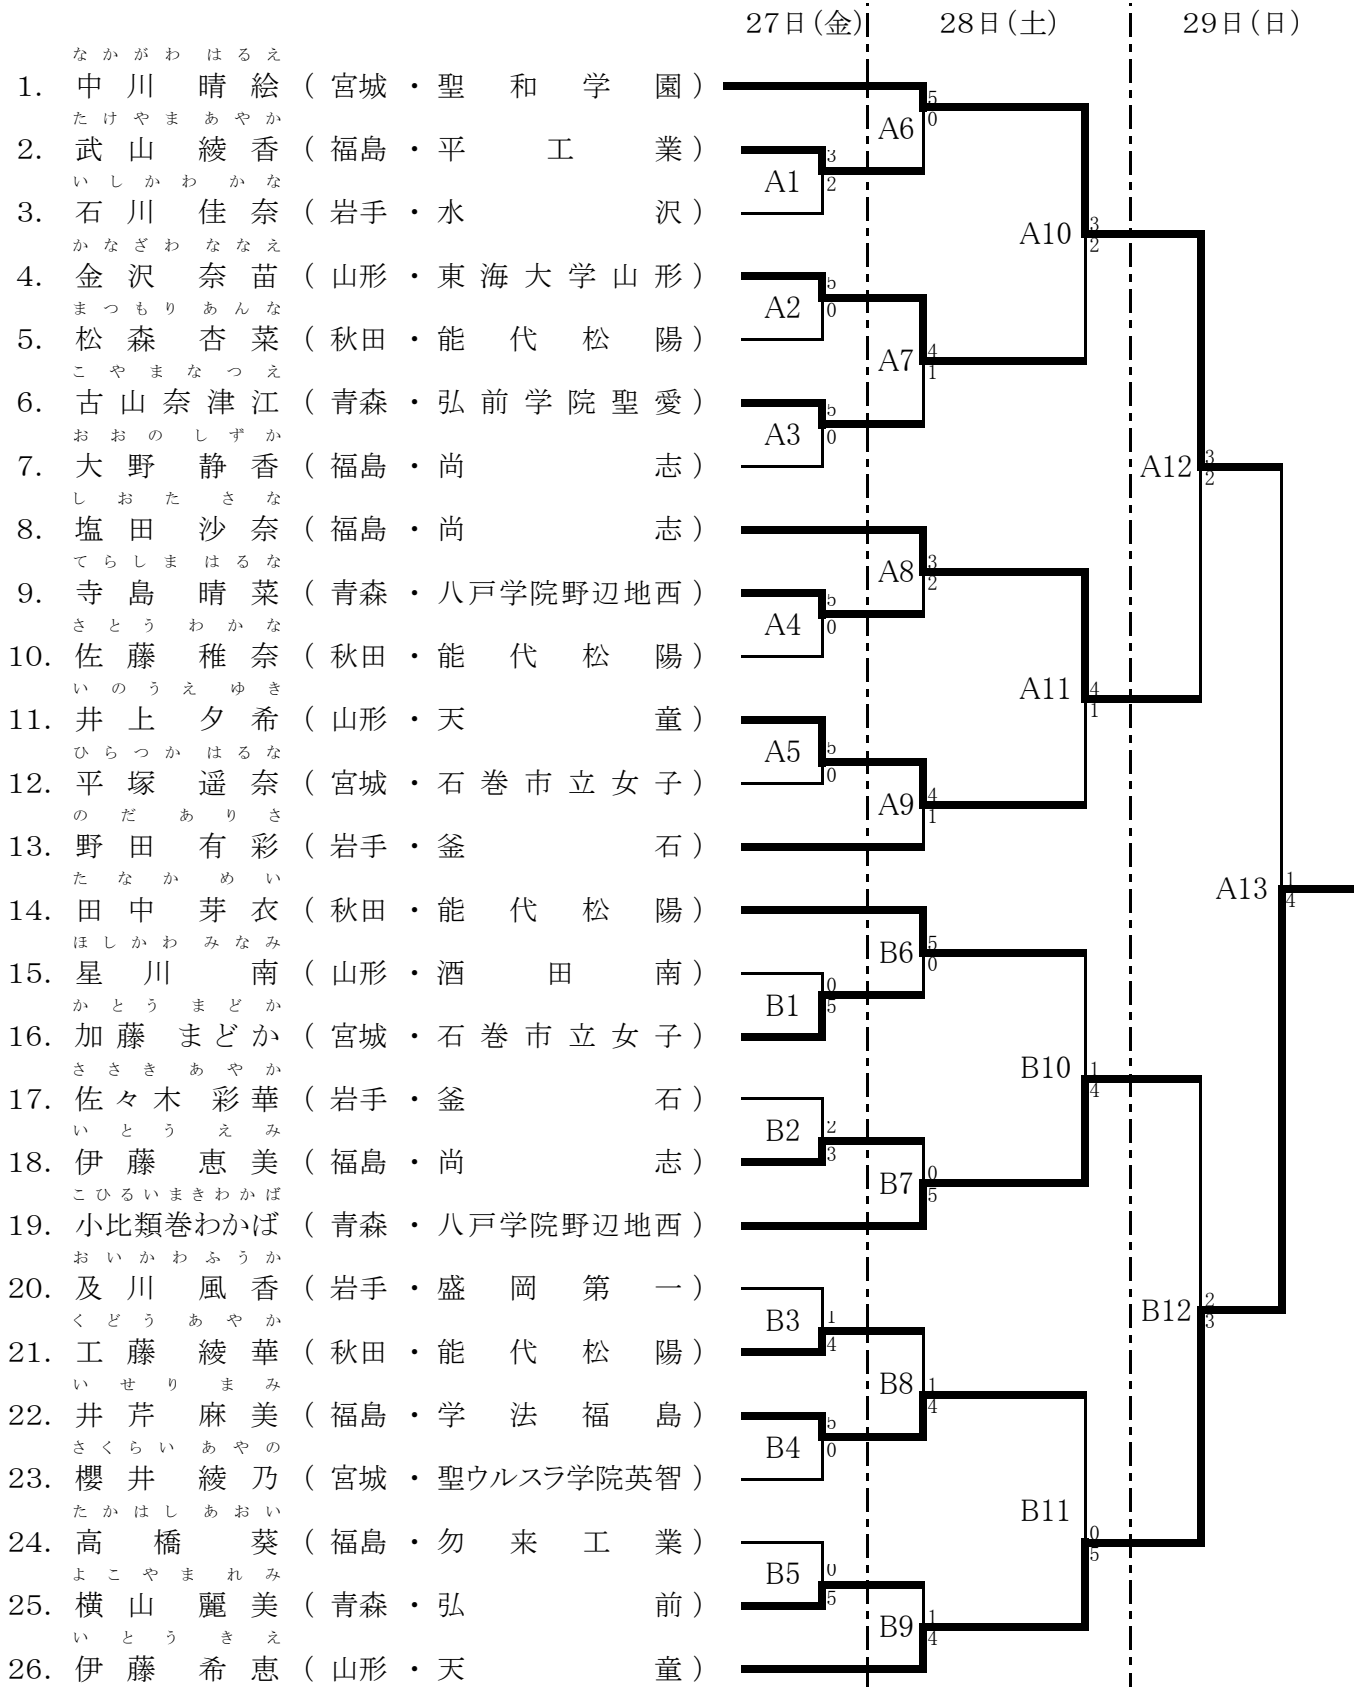 27日(金) 28日(土) 29日(日)
なかがわ はるえ
1. 中川 晴絵 ( 宮城 ・ 聖和学園 )
5
0
A6
たけやま あやか
2. 武山 綾香 ( 福島 ・ 平工業 )
3
2
A1
いしかわ かな
3. 石川 佳奈 ( 岩手 ・ 水沢 )
A10
3
2
かなざわ ななえ
4. 金沢 奈苗 ( 山形 ・ 東海大学山形 )
5
0
A2
まつもり あんな
5. 松森 杏菜 ( 秋田 ・ 能代松陽 )
A7
4
1
こやま なつえ
6. 古山奈津江 ( 青森 ・ 弘前学院聖愛 )
5
0
A3
おおの しずか
7. 大野 静香 ( 福島 ・ 尚志 )
A12
3
2
しおた さな
8. 塩田 沙奈 ( 福島 ・ 尚志 )
A8
3
2
てらしま はるな
9. 寺島 晴菜 ( 青森 ・ 八戸学院野辺地西 )
5
0
A4
さとう わかな
10. 佐藤 稚奈 ( 秋田 ・ 能代松陽 )
A11
4
1
いのうえ ゆき
11. 井上 夕希 ( 山形 ・ 天童 )
A5
5
0
ひらつか はるな
12. 平塚 遥奈 ( 宮城 ・ 石巻市立女子 )
A9
4
1
のだ ありさ
13. 野田 有彩 ( 岩手 ・ 釜石 )
A13
1
4
たなか めい
14. 田中 芽衣 ( 秋田 ・ 能代松陽 )
B6
5
0
ほしかわ みなみ
15. 星川 南 ( 山形 ・ 酒田南 )
B1
0
5
かとう まどか
16. 加藤 まどか ( 宮城 ・ 石巻市立女子 )
B10
1
4
ささき あやか
17. 佐々木 彩華 ( 岩手 ・ 釜石 )
B2
2
3
いとう えみ
18. 伊藤 恵美 ( 福島 ・ 尚志 )
B7
0
5
こひるいまきわかば
19. 小比類巻わかば ( 青森 ・ 八戸学院野辺地西 )
おいかわふうか
20. 及川 風香 ( 岩手 ・ 盛岡第一 )
B3
1
4
B12
2
3
くどう あやか
21. 工藤 綾華 ( 秋田 ・ 能代松陽 )
B8
1
4
いせり まみ
22. 井芹 麻美 ( 福島 ・ 学法福島 )
B4
5
0
さくらい あやの
23. 櫻井 綾乃 ( 宮城 ・ 聖ウルスラ学院英智 )
たかはし あおい
24. 高橋 葵 ( 福島 ・ 勿来工業 )
B11
0
5
B5
0
5
よこやま れみ
25. 横山 麗美 ( 青森 ・ 弘前 )
B9
1
4
いとう きえ
26. 伊藤 希恵 ( 山形 ・ 天童 )